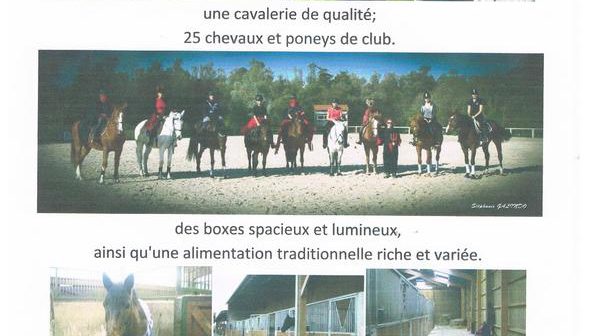 une cavalerie de qualité;
25 chevaux et poneys de club.
Stéphanie GALINDO
des boxes spacieux et lumineux,
ainsi qu'une alimentation traditionnelle riche et variée.